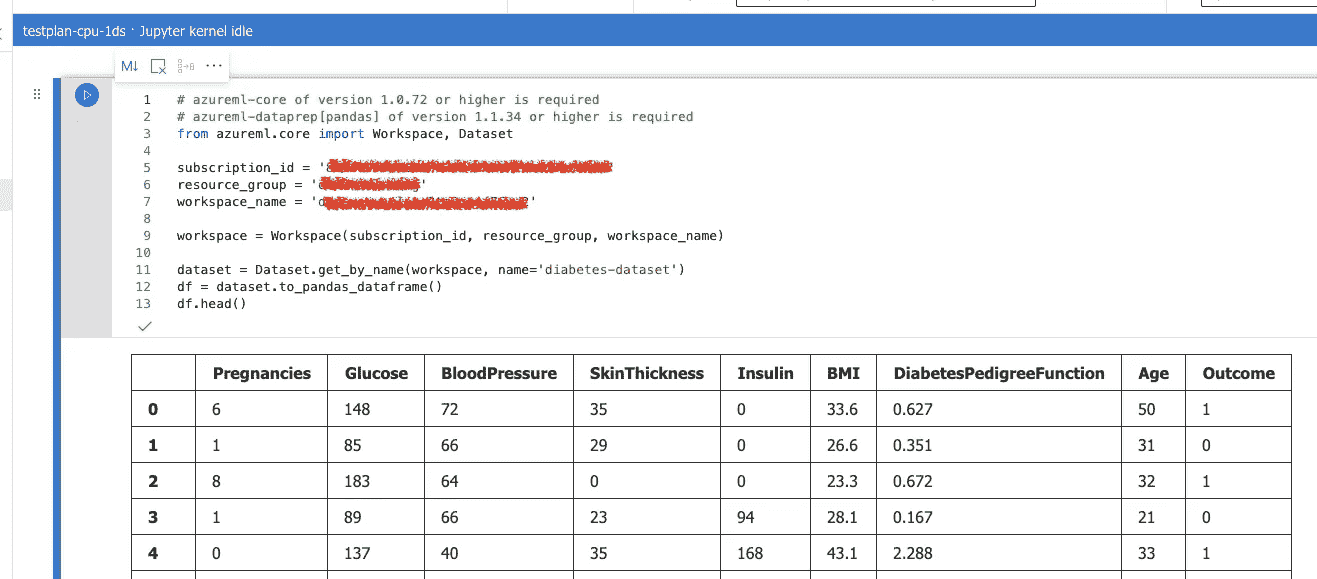 testplan-cpu-1ds · Jupyter kernel idle
M↓ ···
1 # azureml-core of version 1.0.72 or higher is required
2 # azureml-dataprep[pandas] of version 1.1.34 or higher is required
3 from azureml.core import Workspace, Dataset
4
5 subscription_id = '
6 resource_group = ' '
7 workspace_name = ' '
8
9 workspace = Workspace(subscription_id, resource_group, workspace_name)
10
11 dataset = Dataset.get_by_name(workspace, name='diabetes-dataset')
12 df = dataset.to_pandas_dataframe()
13 df.head()
Pregnancies Glucose BloodPressure SkinThickness Insulin BMI DiabetesPedigreeFunction Age Outcome
0 6 148 72 35 0 33.6 0.627 50 1
1 1 85 66 29 0 26.6 0.351 31 0
2 8 183 64 0 0 23.3 0.672 32 1
3 1 89 66 23 94 28.1 0.167 21 0
4 0 137 40 35 168 43.1 2.288 33 1